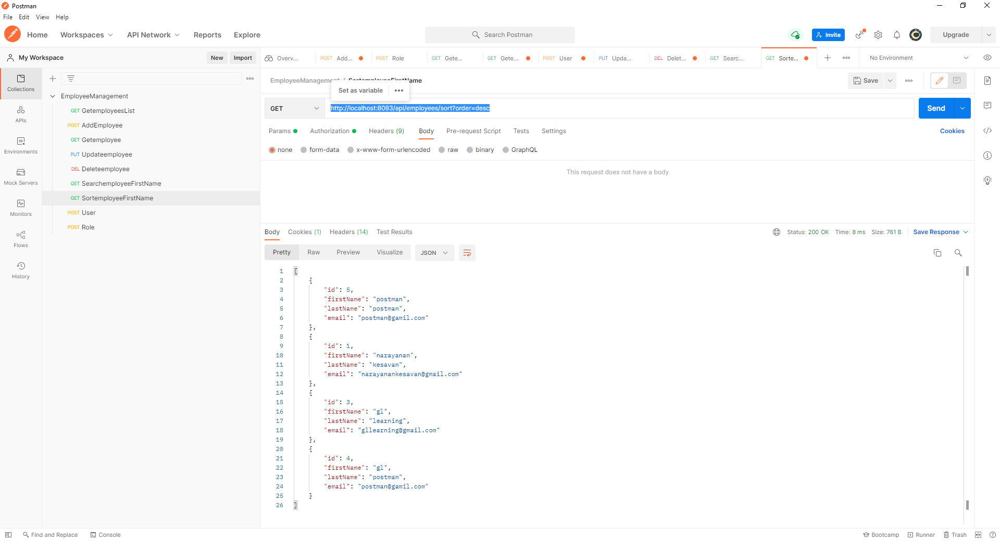 Postman
File Edit View Help
Home Workspaces API Network Reports Explore Search Postman Invite Upgrade
My Workspace New Import Overv... POST Add... POST Role GET Gete... GET Gete... POST User PUT Upda... DEL Delet... GET Searc... GET Sorte... No Environment
EmployeeManagement / SortemployeeFirstName Save
Set as variable
GET http://localhost:8083/api/employees/sort?order=desc Send
Params Authorization Headers (9) Body Pre-request Script Tests Settings Cookies
none form-data x-www-form-urlencoded raw binary GraphQL
This request does not have a body
Collections
APIs
Environments
Mock Servers
Monitors
Flows
History
EmployeeManagement
GET GetemployeesList
POST AddEmployee
GET Getemployee
PUT Updateemployee
DEL Deleteemployee
GET SearchemployeeFirstName
GET SortemployeeFirstName
POST User
POST Role
Body Cookies (1) Headers (14) Test Results Status: 200 OK Time: 8 ms Size: 761 B Save Response
Pretty Raw Preview Visualize JSON
1 [
2 {
3 "id": 5,
4 "firstName": "postman",
5 "lastName": "postman",
6 "email": "postman@gamil.com"
7 },
8 {
9 "id": 1,
10 "firstName": "narayanan",
11 "lastName": "kesavan",
12 "email": "narayanankesavan@gmail.com"
13 },
14 {
15 "id": 3,
16 "firstName": "gl",
17 "lastName": "learning",
18 "email": "gllearning@gmail.com"
19 },
20 {
21 "id": 4,
22 "firstName": "gl",
23 "lastName": "postman",
24 "email": "postman@gamil.com"
25 }
26 ]
Find and Replace Console Bootcamp Runner Trash